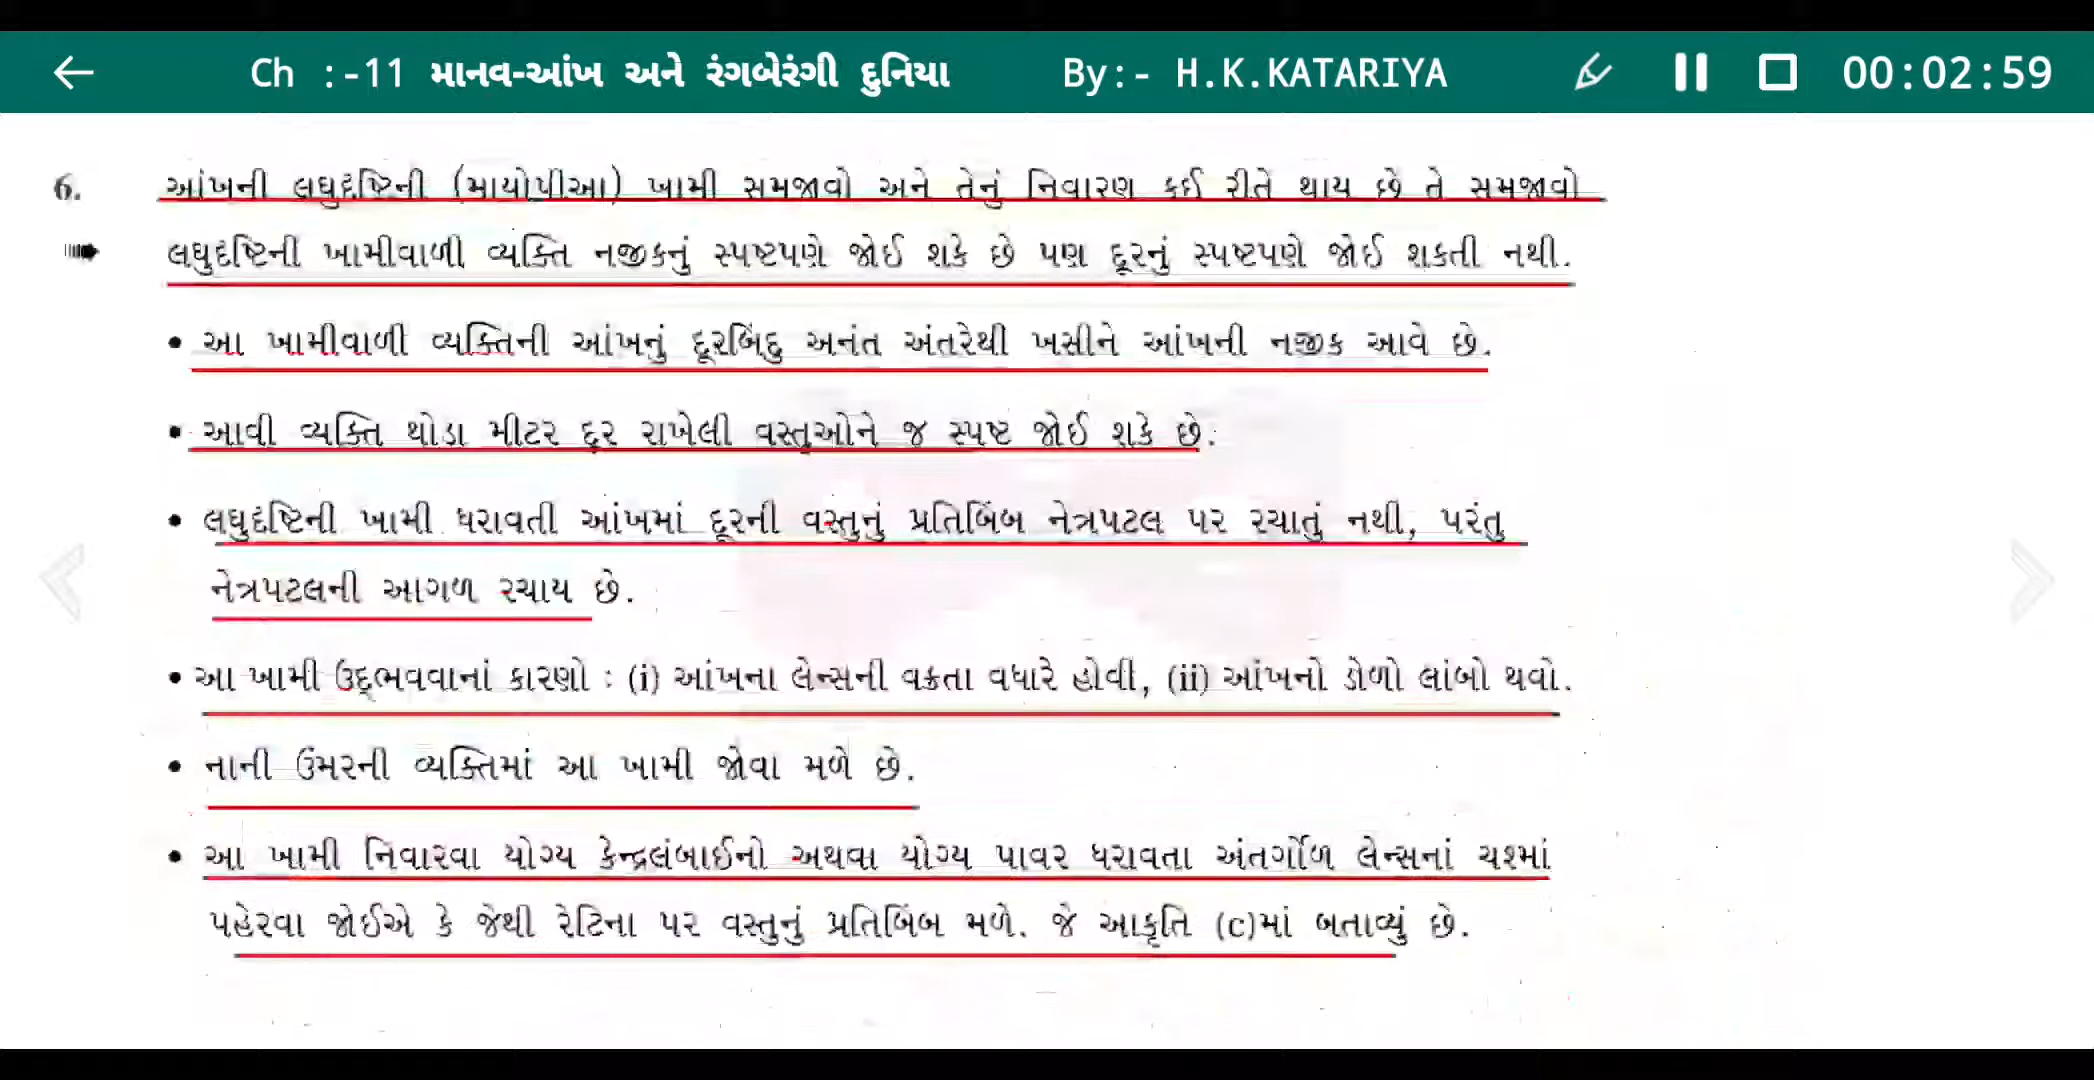 Ch :-11 માનવ-આંખ અને રંગબેરંગી દુનિયા By:- H.K.KATARIYA 00:02:59
6. આંખની લઘુદૃષ્ટિની (માયોપીઆ) ખામી સમજાવો અને તેનું નિવારણ કઈ રીતે થાય છે તે સમજાવો
લઘુદૃષ્ટિની ખામીવાળી વ્યક્તિ નજીકનું સ્પષ્ટપણે જોઈ શકે છે પણ દૂરનું સ્પષ્ટપણે જોઈ શકતી નથી.
• આ ખામીવાળી વ્યક્તિની આંખનું દૂરબિંદુ અનંત અંતરેથી ખસીને આંખની નજીક આવે છે.
• આવી વ્યક્તિ થોડા મીટર દૂર રાખેલી વસ્તુઓને જ સ્પષ્ટ જોઈ શકે છે.
• લઘુદૃષ્ટિની ખામી ધરાવતી આંખમાં દૂરની વસ્તુનું પ્રતિબિંબ નેત્રપટલ પર રચાતું નથી, પરંતુ
નેત્રપટલની આગળ રચાય છે.
• આ ખામી ઉદ્ભવવાનાં કારણો : (i) આંખના લેન્સની વક્રતા વધારે હોવી, (ii) આંખનો ડોળો લાંબો થવો.
• નાની ઉંમરની વ્યક્તિમાં આ ખામી જોવા મળે છે.
• આ ખામી નિવારવા યોગ્ય કેન્દ્રલંબાઈનો અથવા યોગ્ય પાવર ધરાવતા અંતર્ગોળ લેન્સનાં ચશ્માં
પહેરવા જોઈએ કે જેથી રેટિના પર વસ્તુનું પ્રતિબિંબ મળે. જે આકૃતિ (c)માં બતાવ્યું છે.